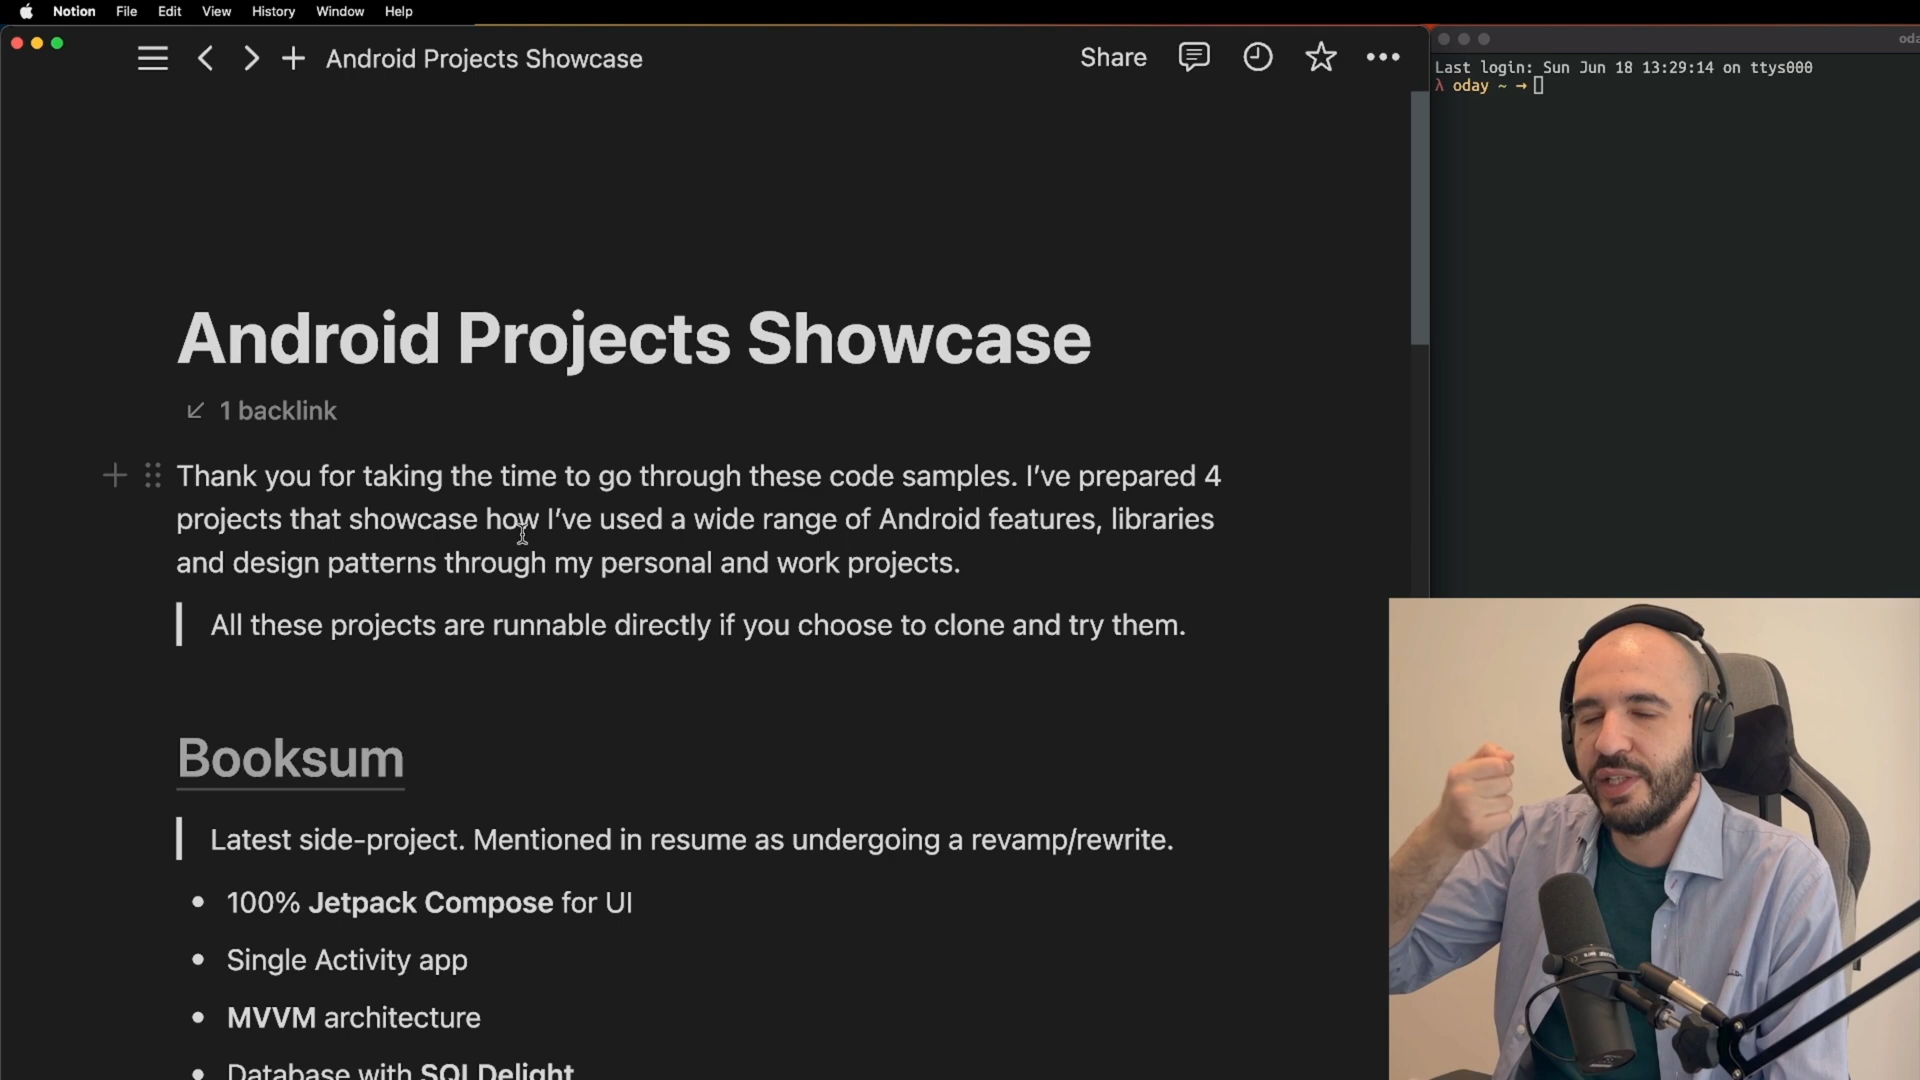 Notion File Edit View History Window Help
Android Projects Showcase
Share
oda
Last login: Sun Jun 18 13:29:14 on ttys000
λ oday ~ →
Android Projects Showcase
1 backlink
Thank you for taking the time to go through these code samples. I’ve prepared 4
projects that showcase how I’ve used a wide range of Android features, libraries
and design patterns through my personal and work projects.
All these projects are runnable directly if you choose to clone and try them.
Booksum
Latest side-project. Mentioned in resume as undergoing a revamp/rewrite.
• 100% Jetpack Compose for UI
• Single Activity app
• MVVM architecture
• Database with SQLDelight